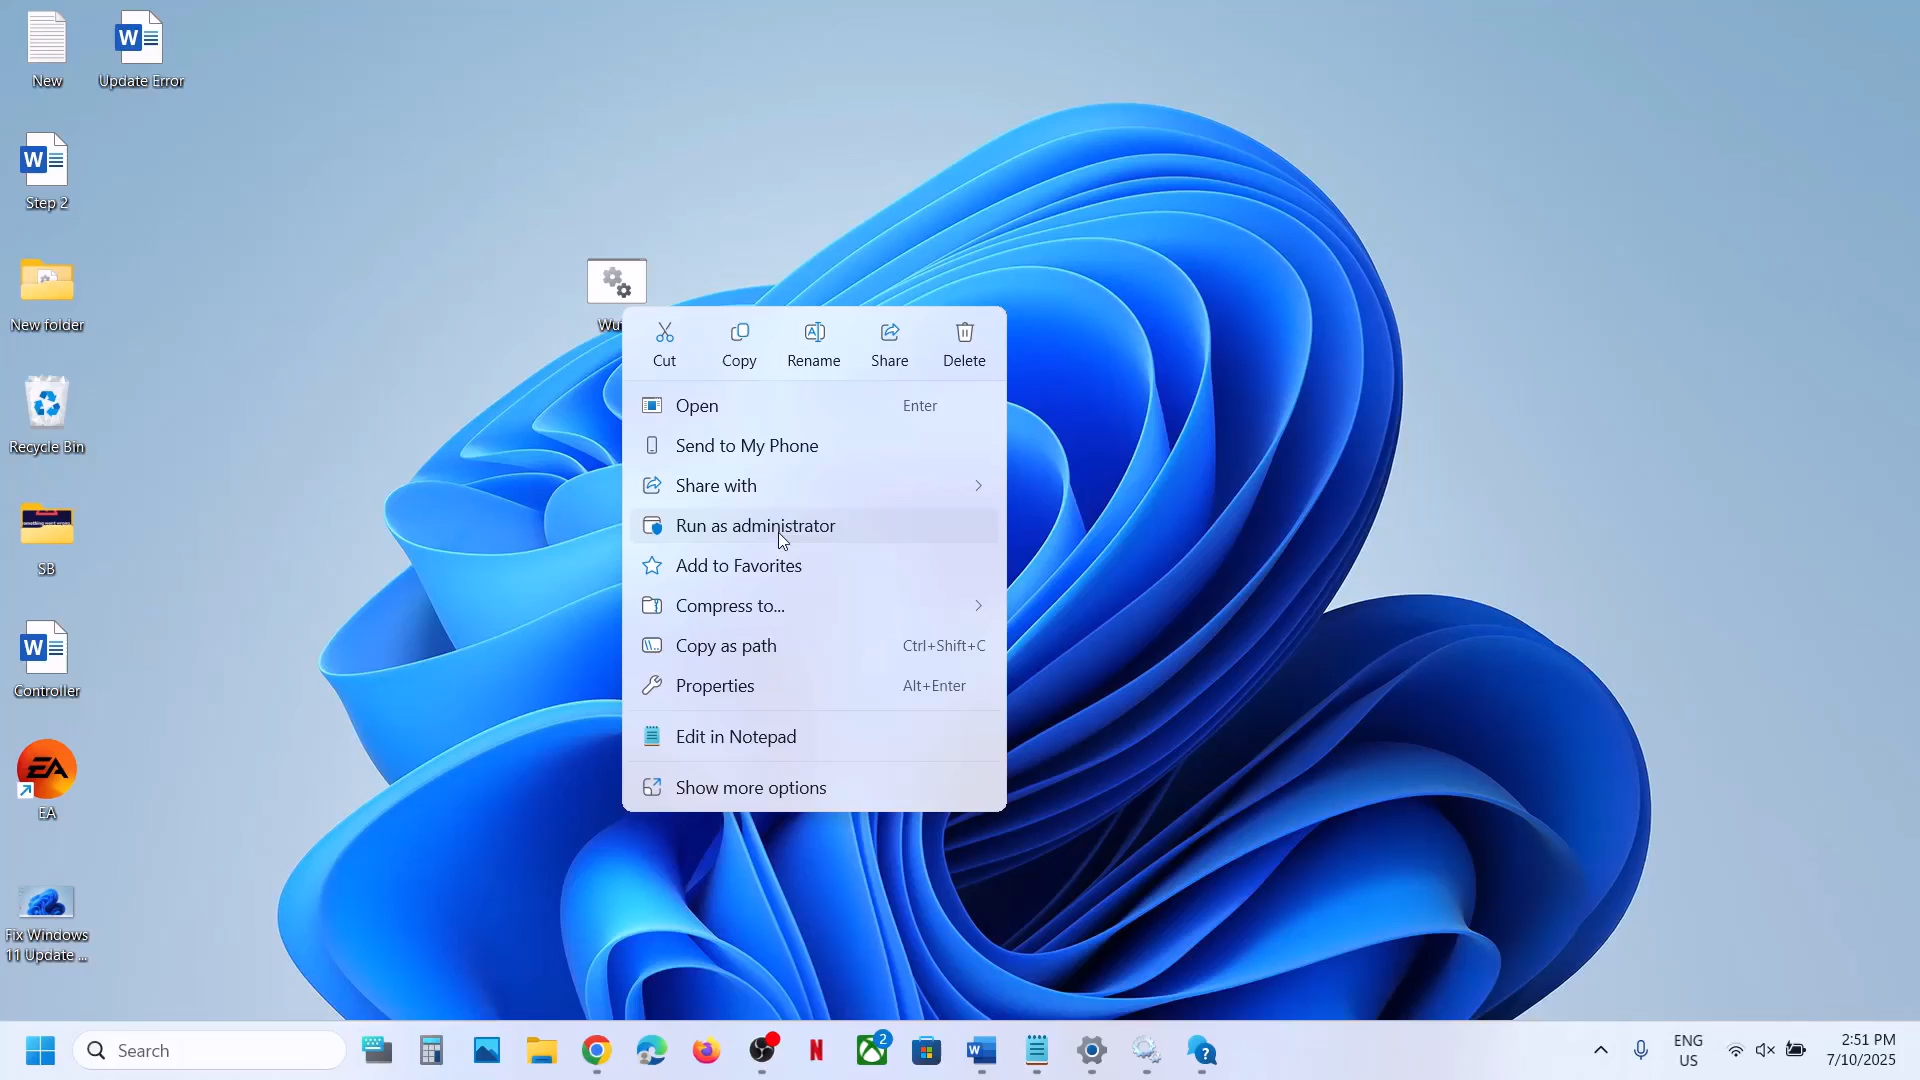 New
Update Error
Step 2
New folder
Recycle Bin
SB
Controller
EA
EA
Fix Windows
11 Update ...
Cut
Copy
Rename
Share
Delete
Open Enter
Send to My Phone
Share with
Run as administrator
Add to Favorites
Compress to...
Copy as path Ctrl+Shift+C
Properties Alt+Enter
Edit in Notepad
Show more options
Search
2
ENG
US
2:51 PM
7/10/2025